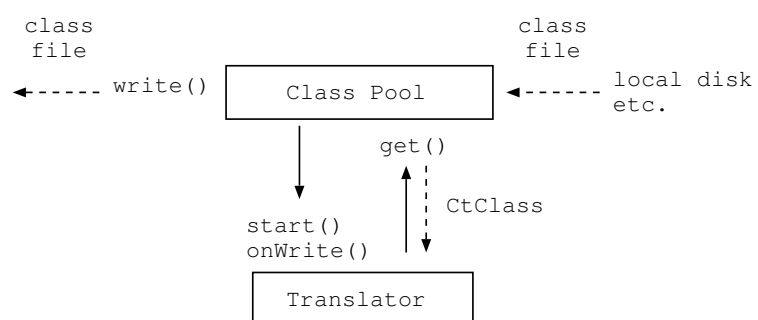 class
file
class
file
write()
Class Pool
local disk
etc.
get()
CtClass
start()
onWrite()
Translator